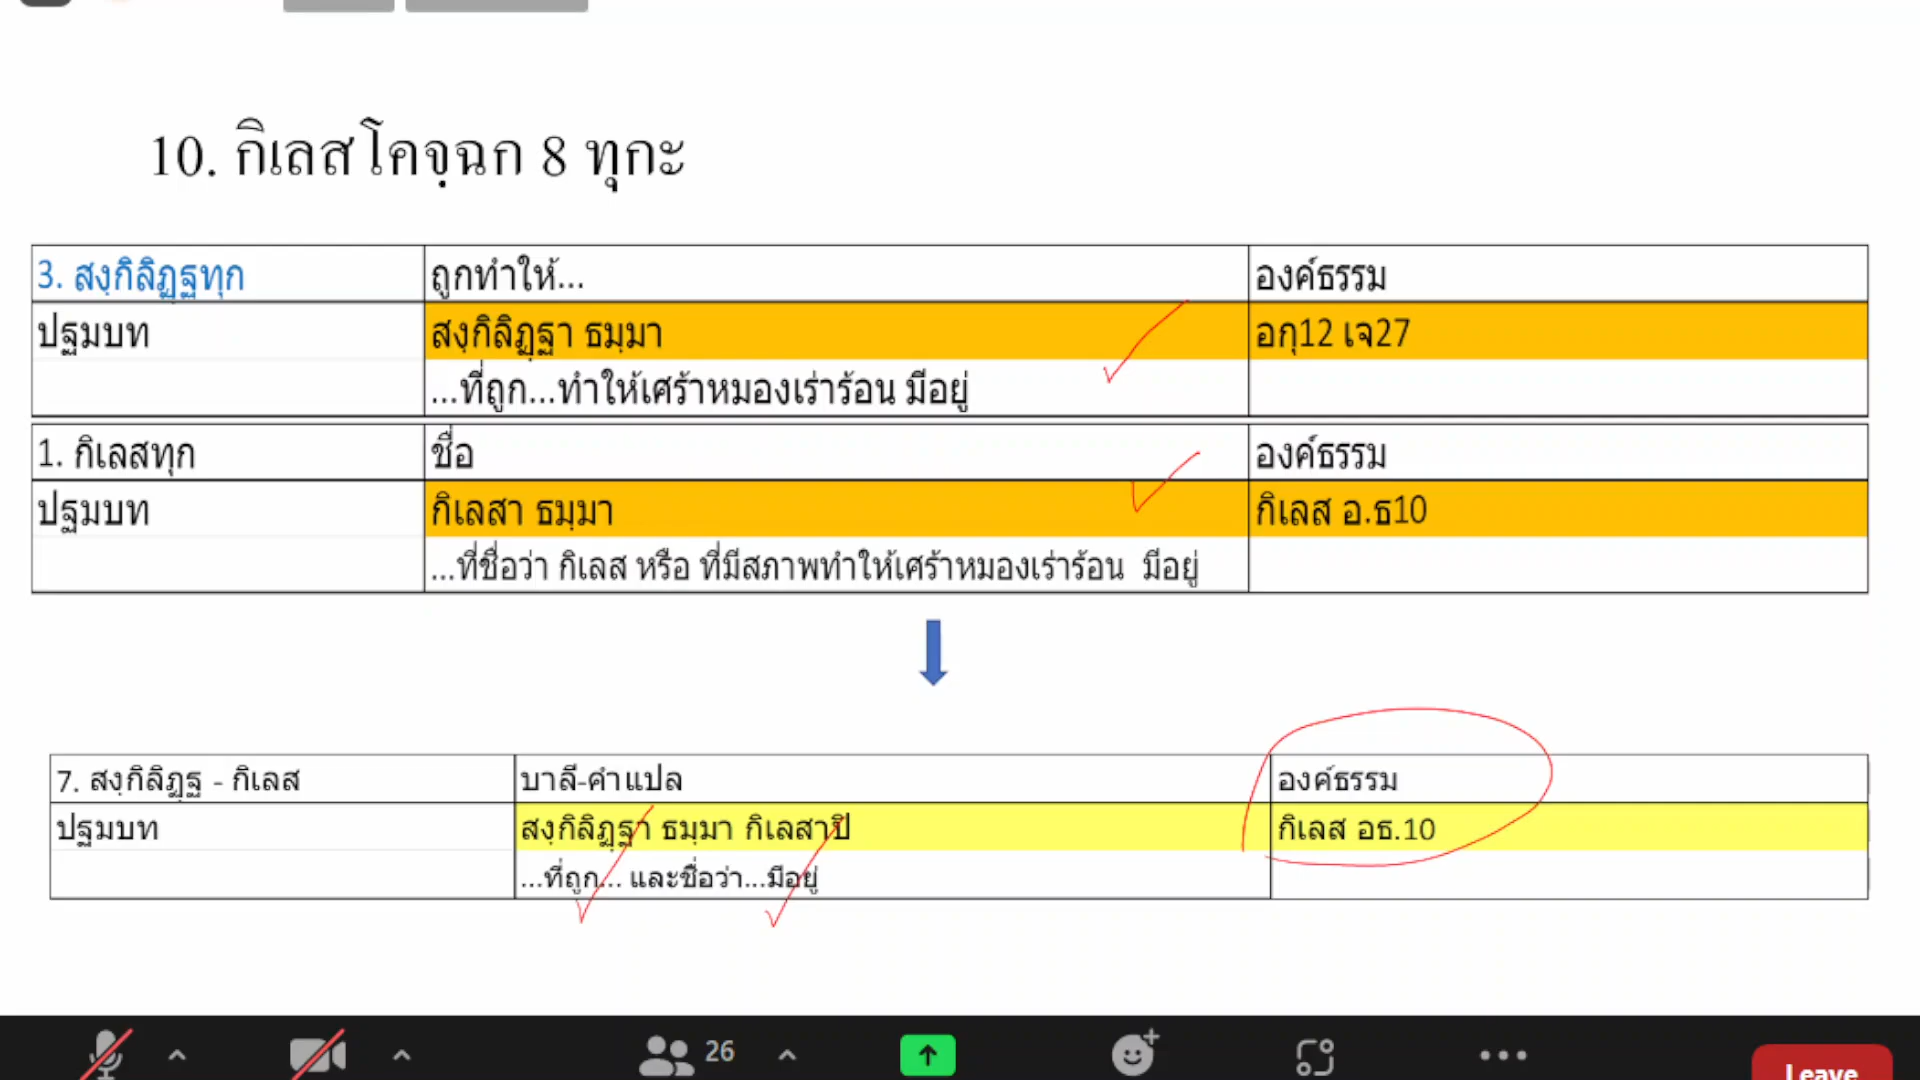 10. กิเลสโคจฺฉก 8 ทุกะ
3. สงฺกิลิฏฺฐทุก ถูกทำให้... องค์ธรรม
ปฐมบท สงฺกิลิฏฺฐา ธมฺมา อกุ12 เจ27
...ที่ถูก...ทำให้เศร้าหมองเร่าร้อน มีอยู่
1. กิเลสทุก ชื่อ องค์ธรรม
ปฐมบท กิเลสา ธมฺมา กิเลส อ.ธ10
...ที่ชื่อว่า กิเลส หรือ ที่มีสภาพทำให้เศร้าหมองเร่าร้อน มีอยู่
7. สงฺกิลิฏฺฐ - กิเลส บาลี-คำแปล องค์ธรรม
ปฐมบท สงฺกิลิฏฺฐา ธมฺมา กิเลสาปิ กิเลส อธ.10
...ที่ถูก... และชื่อว่า...มีอยู่
26
Leave